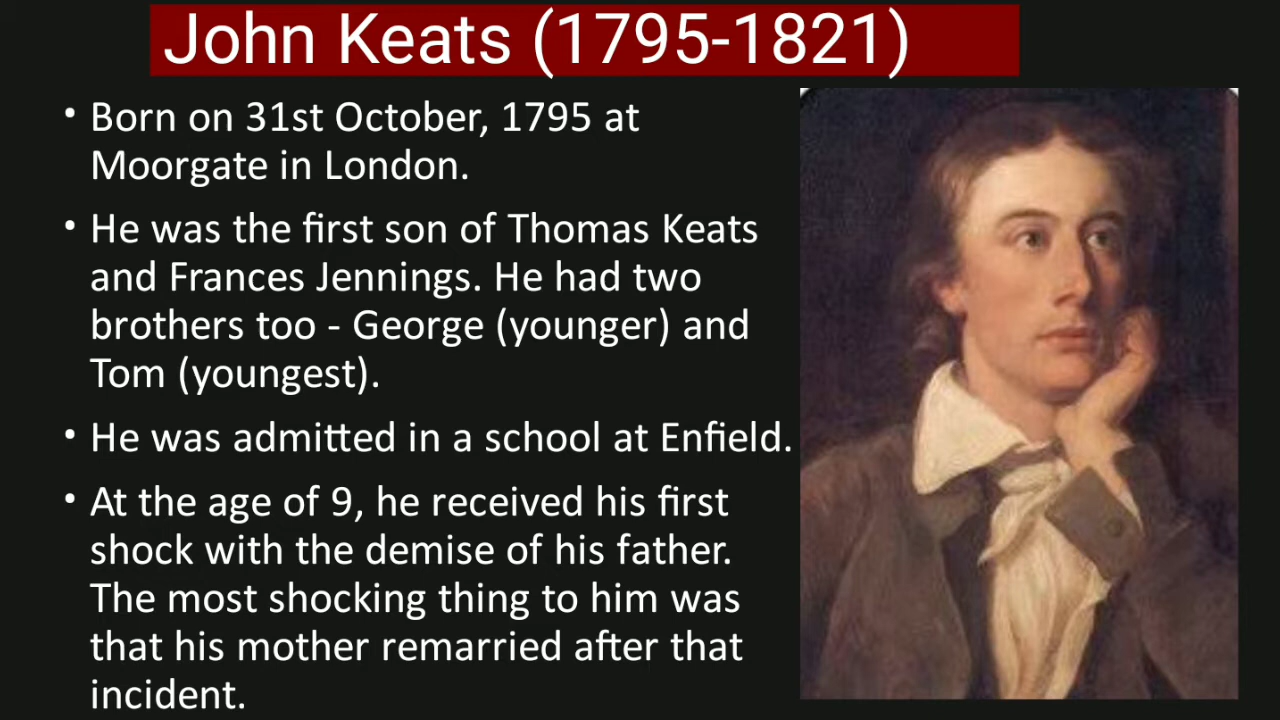 John Keats (1795-1821)
• Born on 31st October, 1795 at
Moorgate in London.
• He was the first son of Thomas Keats
and Frances Jennings. He had two
brothers too - George (younger) and
Tom (youngest).
• He was admitted in a school at Enfield.
• At the age of 9, he received his first
shock with the demise of his father.
The most shocking thing to him was
that his mother remarried after that
incident.